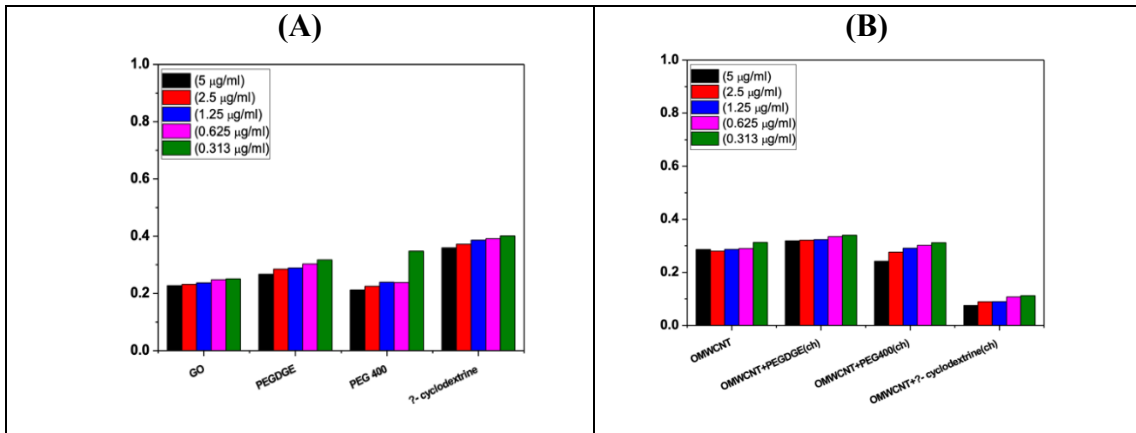 (A)
1.0
0.8
0.6
0.4
0.2
0.0
(5 μg/ml)
(2.5 μg/ml)
(1.25 μg/ml)
(0.625 μg/ml)
(0.313 μg/ml)
GO
PEGDGE
PEG 400
?- cyclodextrine
(B)
1.0
0.8
0.6
0.4
0.2
0.0
(5 μg/ml)
(2.5 μg/ml)
(1.25 μg/ml)
(0.625 μg/ml)
(0.313 μg/ml)
OMWCNT
OMWCNT+PEGDGE(ch)
OMWCNT+PEG400(ch)
OMWCNT+?- cyclodextrine(ch)